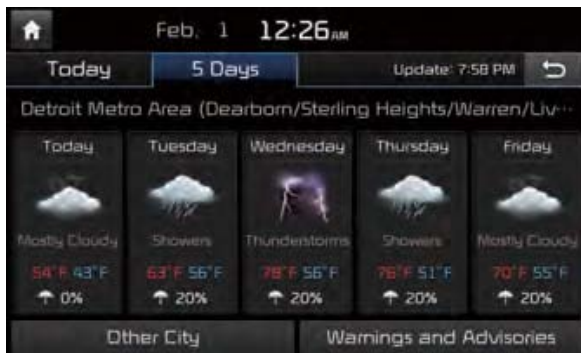 Feb. 1 12:26 AM
Today 5 Days Update: 7:58 PM
Detroit Metro Area (Dearborn/Sterling Heights/Warren/Liv···
Today Tuesday Wednesday Thursday Friday
Mostly Cloudy Showers Thunderstorms Showers Mostly Cloudy
54°F 43°F 63°F 56°F 78°F 56°F 76°F 51°F 70°F 55°F
0% 20% 20% 20% 20%
Other City Warnings and Advisories